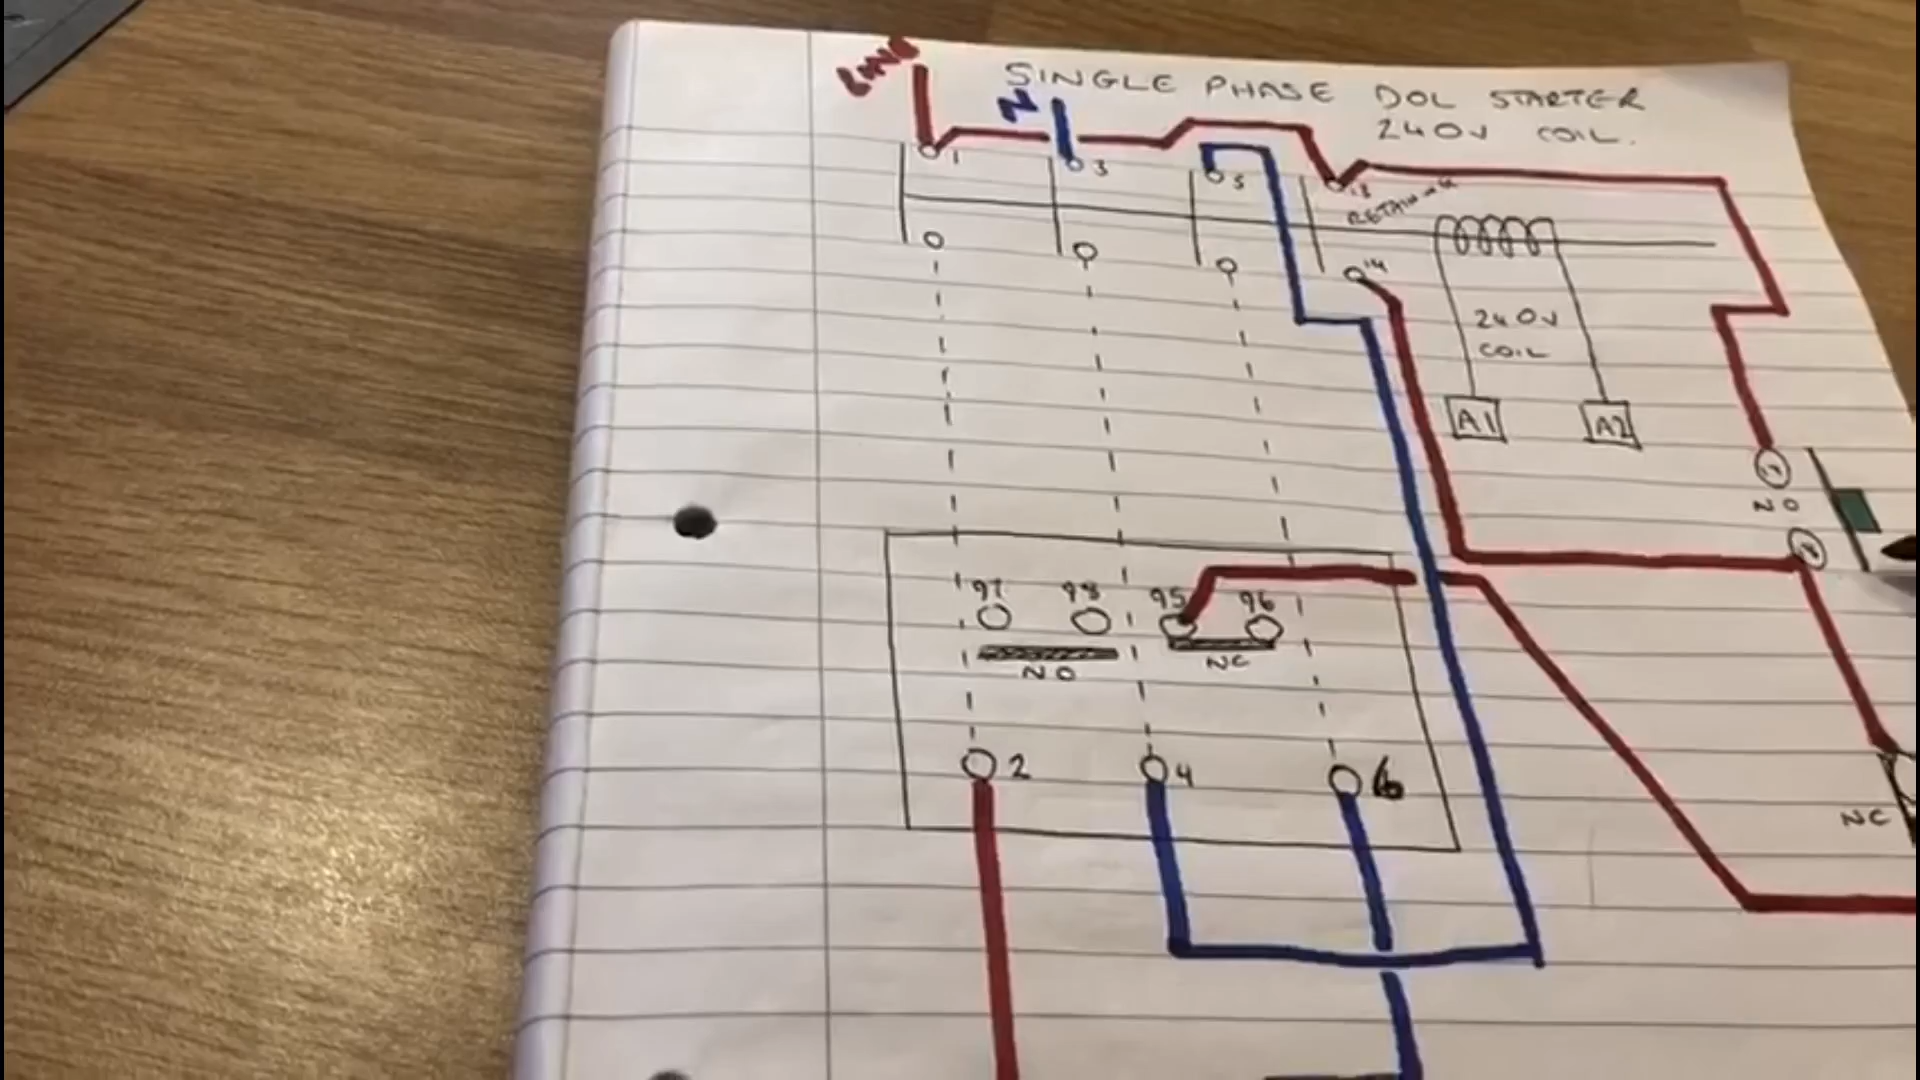 LINE
SINGLE PHASE DOL STARTER
N
240V COIL.
1
3
5
13
14
240V
COIL
A1 A2
13
NO
97 98 95 96
NO NC
2 4 6
NC